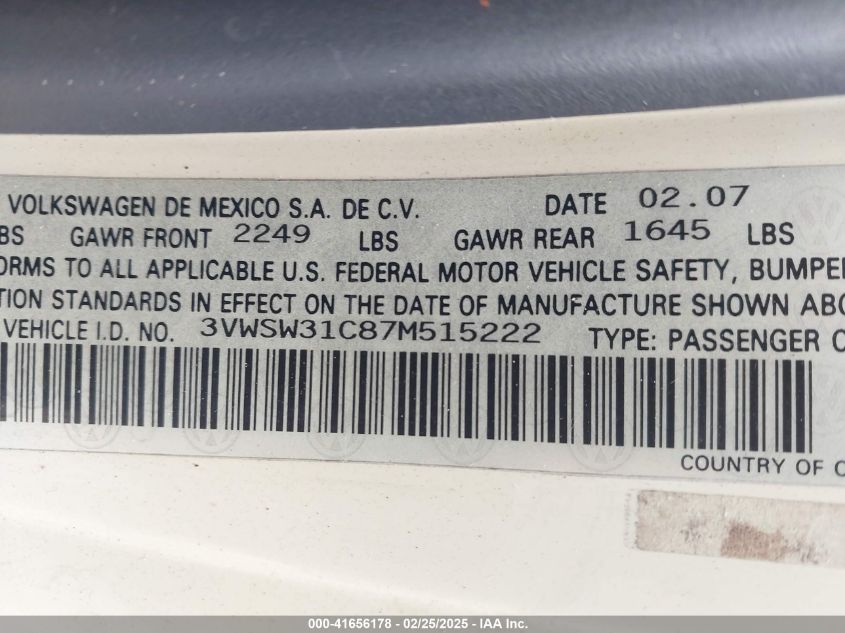 VOLKSWAGEN DE MEXICO S.A. DE C.V. DATE 02.07
BS GAWR FRONT 2249 LBS GAWR REAR 1645 LBS
ORMS TO ALL APPLICABLE U.S. FEDERAL MOTOR VEHICLE SAFETY, BUMPER
TION STANDARDS IN EFFECT ON THE DATE OF MANUFACTURE SHOWN ABO
VEHICLE I.D. NO. 3VWSW31C87M515222 TYPE: PASSENGER C
COUNTRY OF O
000-41656178 - 02/25/2025 - IAA Inc.